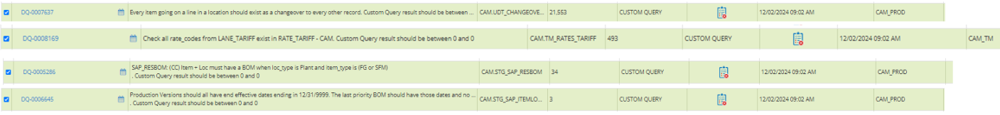 DQ-0007637 Every item going on a line in a location should exist as a changeover to every other record. Custom Query result should be between ... CAM.UDT_CHANGEOVE... 21,553 CUSTOM QUERY 12/02/2024 09:02 AM CAM_PROD
DQ-0008169 Check all rate_codes from LANE_TARIFF exist in RATE_TARIFF - CAM. Custom Query result should be between 0 and 0 CAM.TM_RATES_TARIFF 493 CUSTOM QUERY 12/02/2024 09:02 AM CAM_TM
SAP_RESBOM: (CC) Item + Loc must have a BOM when loc_type is Plant and item_type is (FG or SFM)
DQ-0005286 . Custom Query result should be between 0 and 0 CAM.STG_SAP_RESBOM 34 CUSTOM QUERY 12/02/2024 09:02 AM CAM_PROD
Production Versions should all have end effective dates ending in 12/31/9999. The last priority BOM should have those dates and no ...
DQ-0006645 . Custom Query result should be between 0 and 0 CAM.STG_SAP_ITEMLO... 3 CUSTOM QUERY 12/02/2024 09:02 AM CAM_PROD